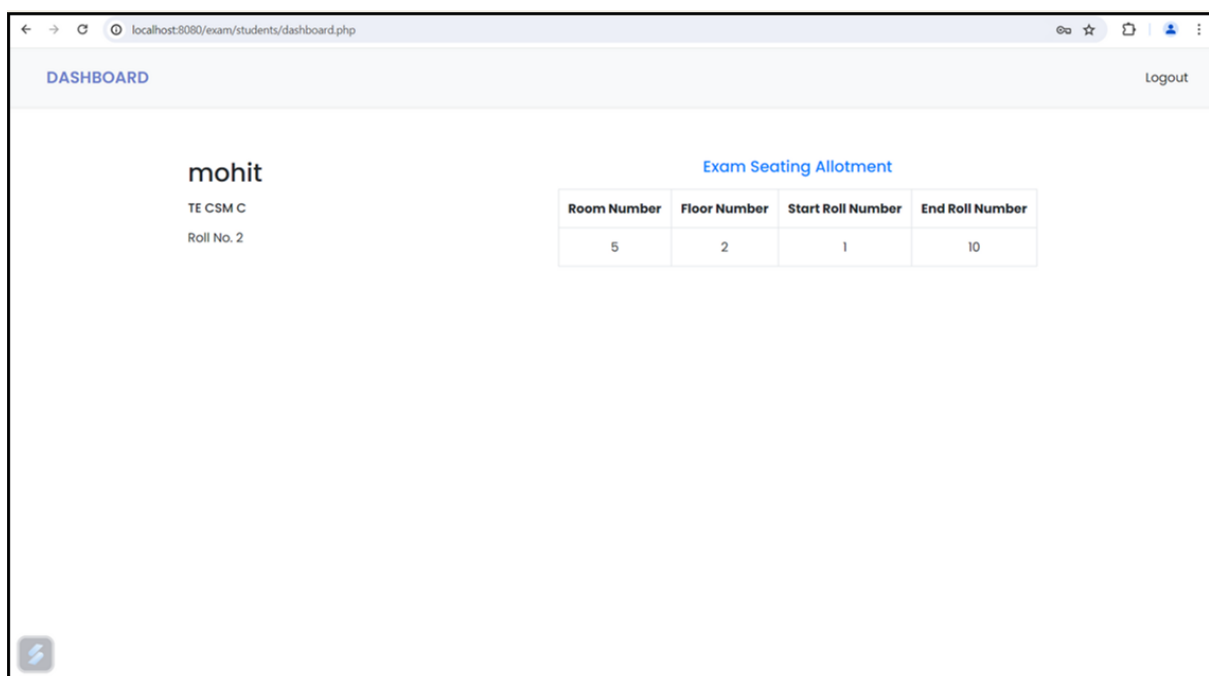 localhost:8080/exam/students/dashboard.php
DASHBOARD
Logout
mohit
TE CSM C
Roll No. 2
Exam Seating Allotment
Room Number Floor Number Start Roll Number End Roll Number
5 2 1 10